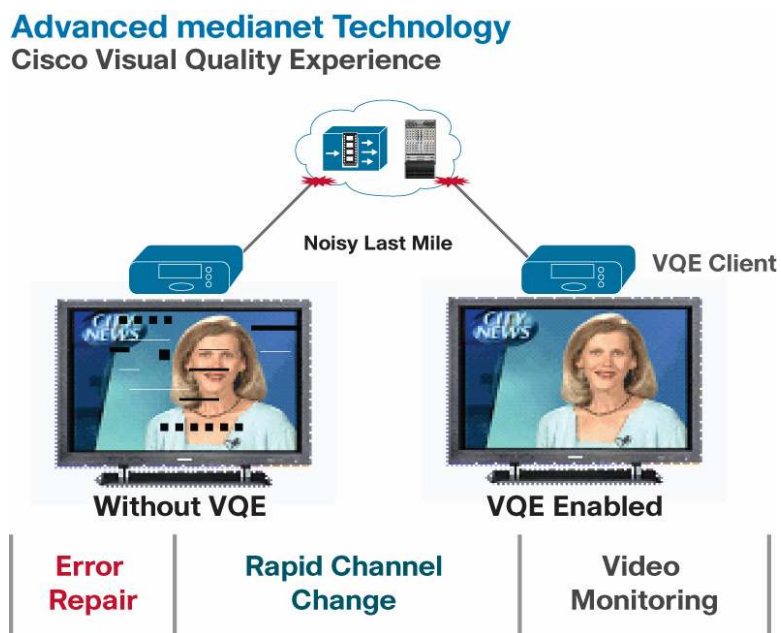 Advanced medianet Technology
Cisco Visual Quality Experience
Noisy Last Mile
VQE Client
CITY
NEWS
CITY
NEWS
Without VQE
VQE Enabled
Error
Repair
Rapid Channel
Change
Video
Monitoring